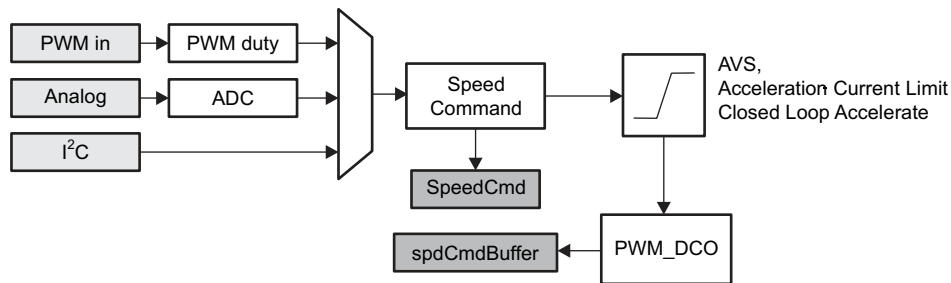 PWM in
PWM duty
Analog
ADC
I²C
Speed
Command
SpeedCmd
AVS,
Acceleration Current Limit
Closed Loop Accelerate
PWM_DCO
spdCmdBuffer